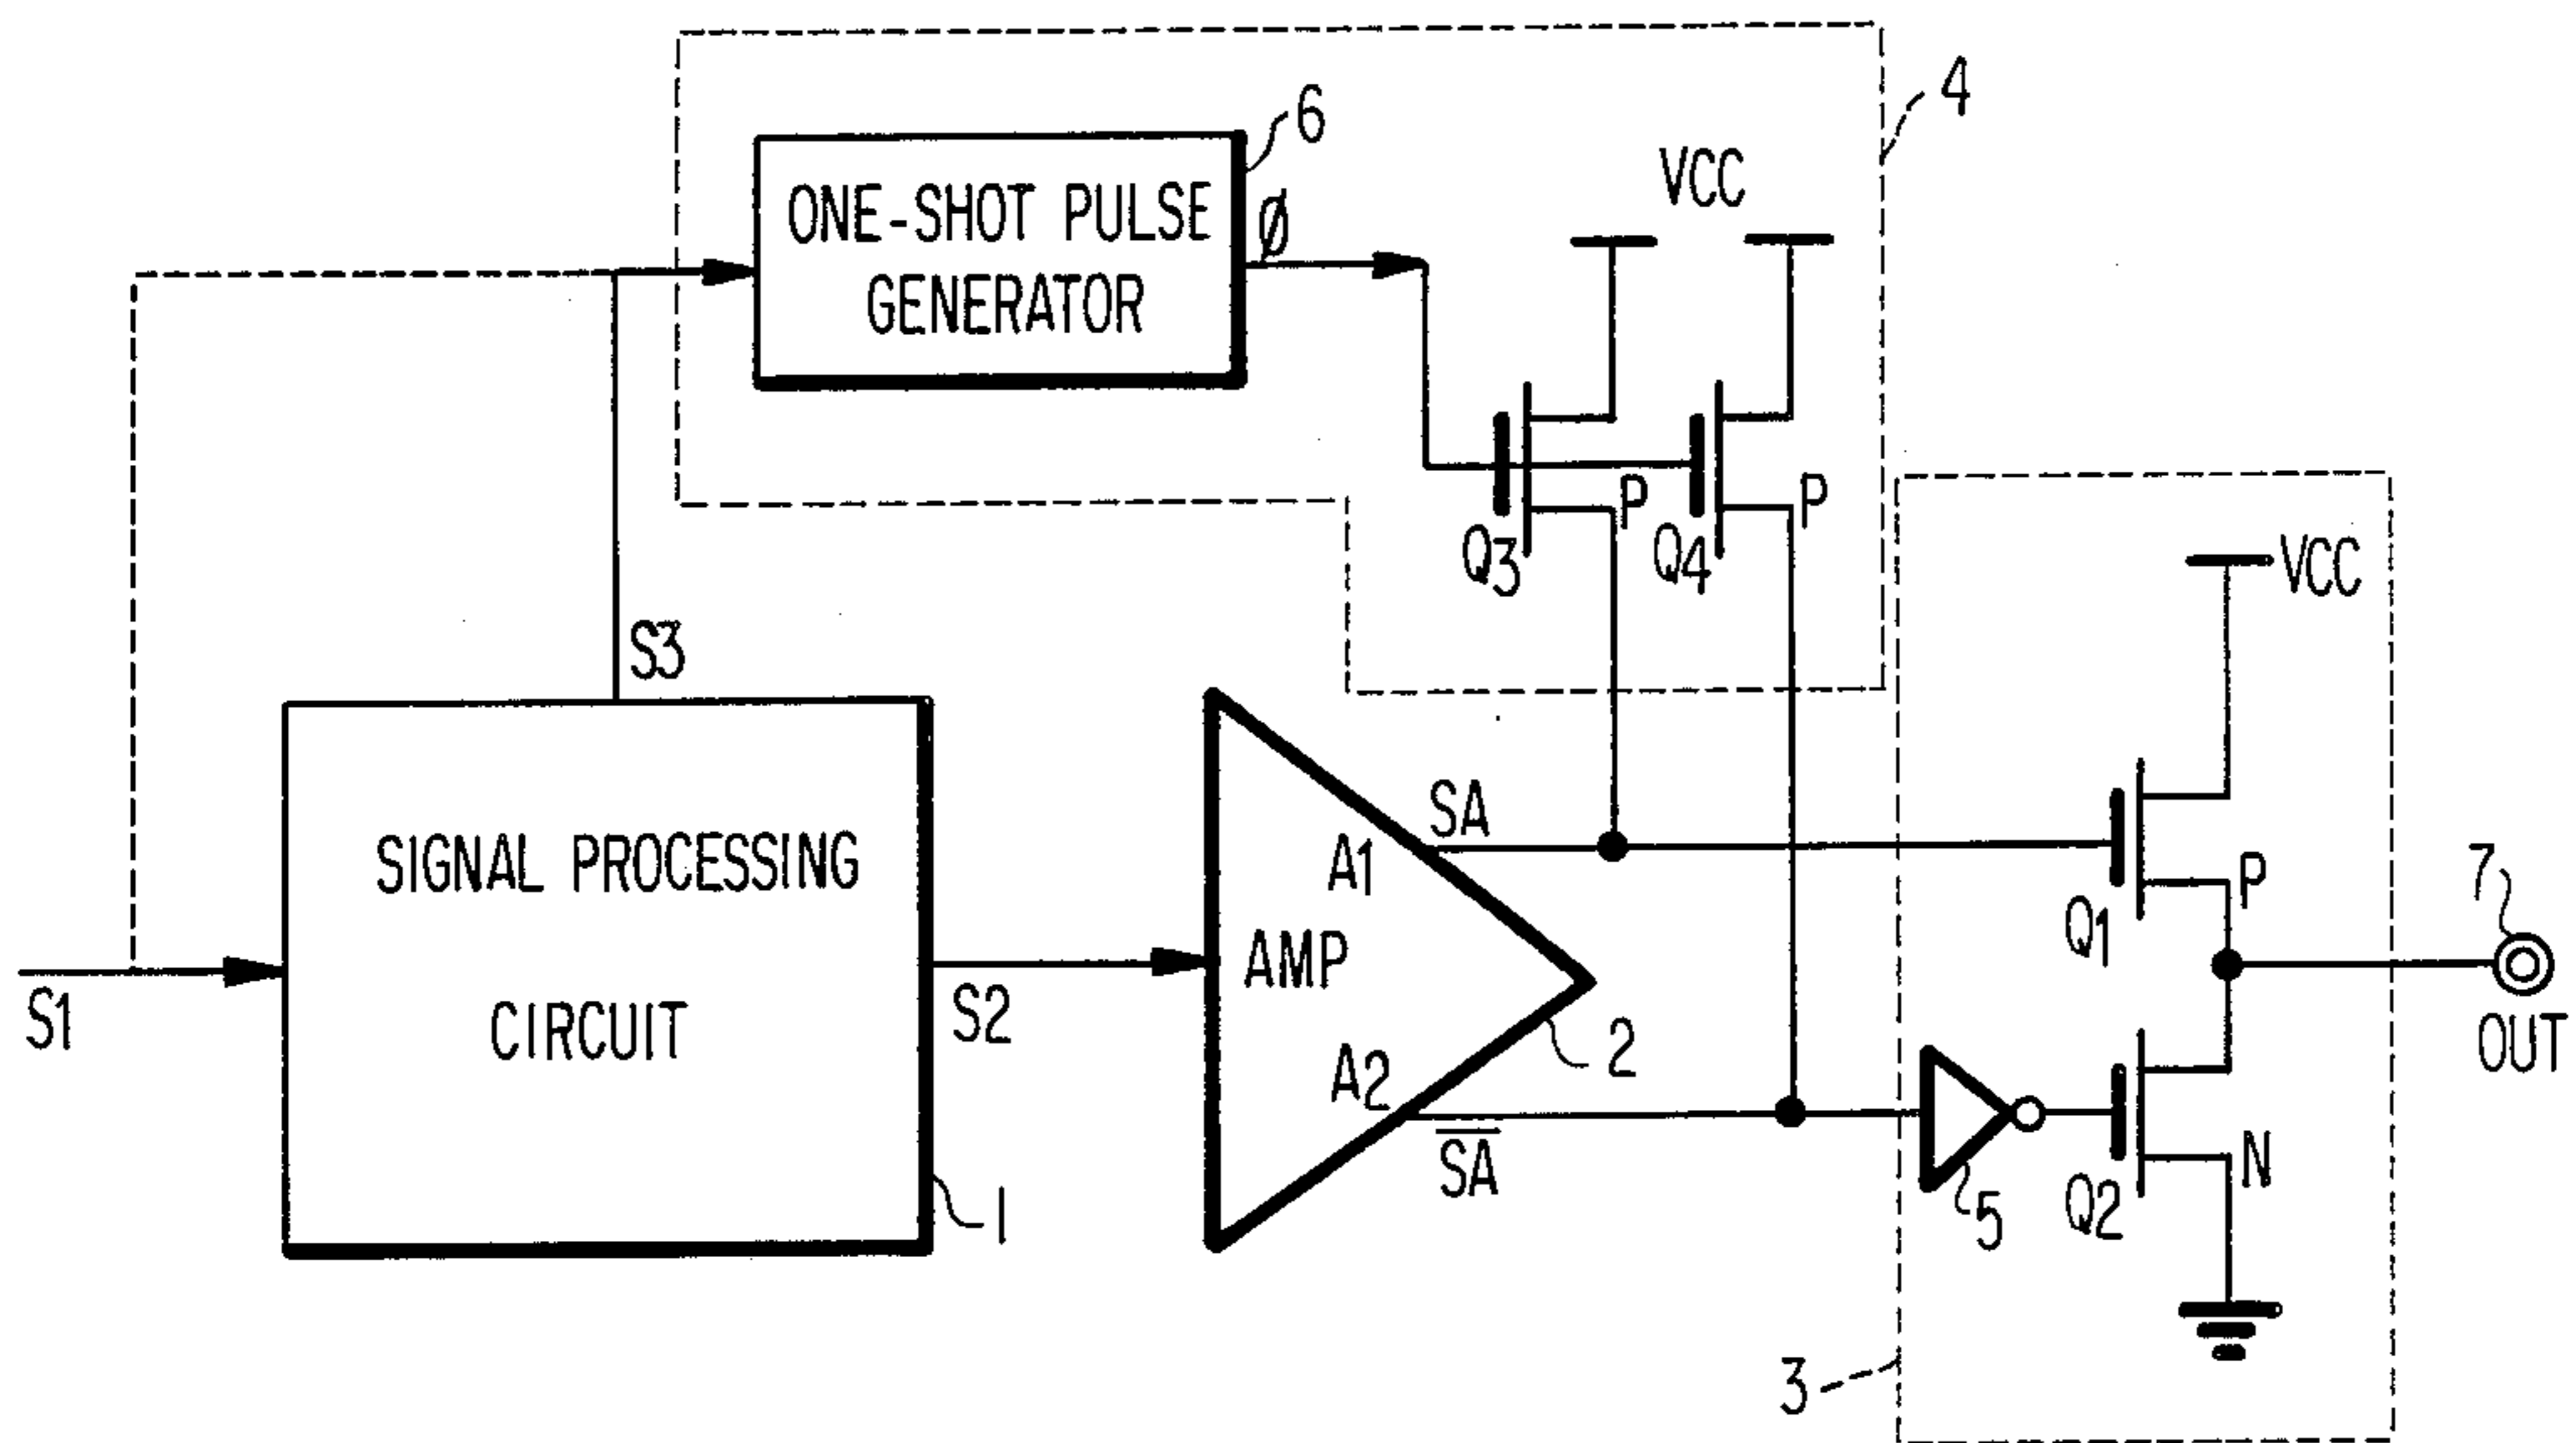 4
6
ONE-SHOT PULSE
GENERATOR
Ø
VCC
P
P
Q3
Q4
VCC
S3
SIGNAL PROCESSING
CIRCUIT
S1
1
S2
AMP
A1
A2
SA
S̅A̅
2
Q1
P
7
OUT
5
Q2
N
3